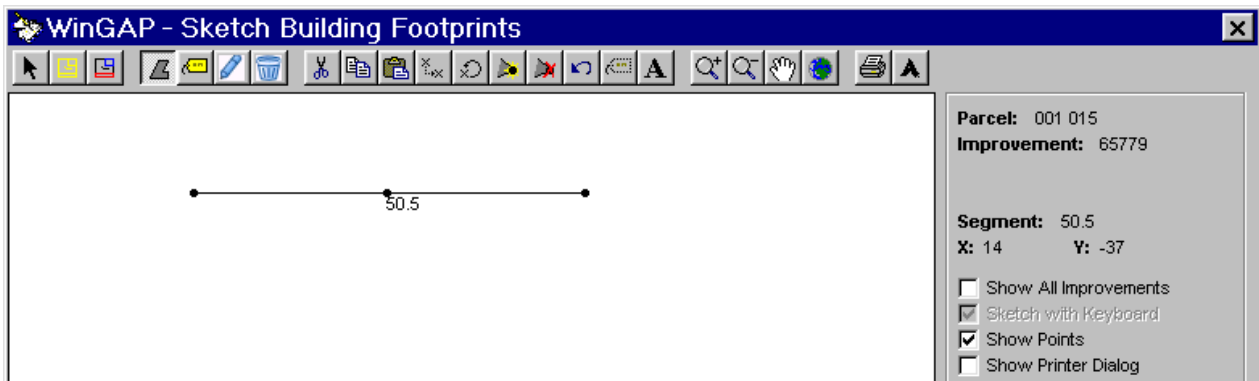 WinGAP - Sketch Building Footprints
A
A
50.5
Parcel: 001 015
Improvement: 65779
Segment: 50.5
X: 14 Y: -37
Show All Improvements
Sketch with Keyboard
Show Points
Show Printer Dialog